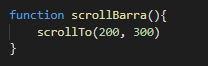 function scrollBarra(){
    scrollTo(200, 300)
}